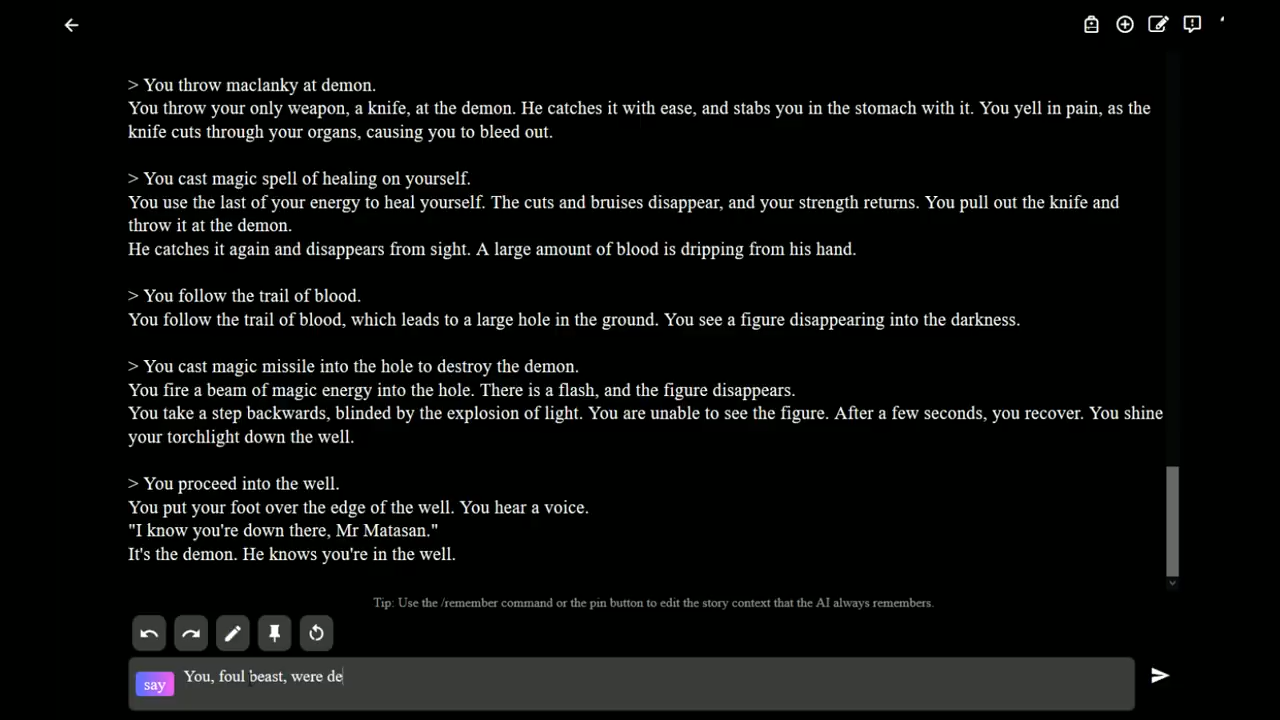 > You throw maclanky at demon.
You throw your only weapon, a knife, at the demon. He catches it with ease, and stabs you in the stomach with it. You yell in pain, as the
knife cuts through your organs, causing you to bleed out.
> You cast magic spell of healing on yourself.
You use the last of your energy to heal yourself. The cuts and bruises disappear, and your strength returns. You pull out the knife and
throw it at the demon.
He catches it again and disappears from sight. A large amount of blood is dripping from his hand.
> You follow the trail of blood.
You follow the trail of blood, which leads to a large hole in the ground. You see a figure disappearing into the darkness.
> You cast magic missile into the hole to destroy the demon.
You fire a beam of magic energy into the hole. There is a flash, and the figure disappears.
You take a step backwards, blinded by the explosion of light. You are unable to see the figure. After a few seconds, you recover. You shine
your torchlight down the well.
> You proceed into the well.
You put your foot over the edge of the well. You hear a voice.
"I know you're down there, Mr Matasan."
It's the demon. He knows you're in the well.
Tip: Use the /remember command or the pin button to edit the story context that the AI always remembers.
say You, foul beast, were de